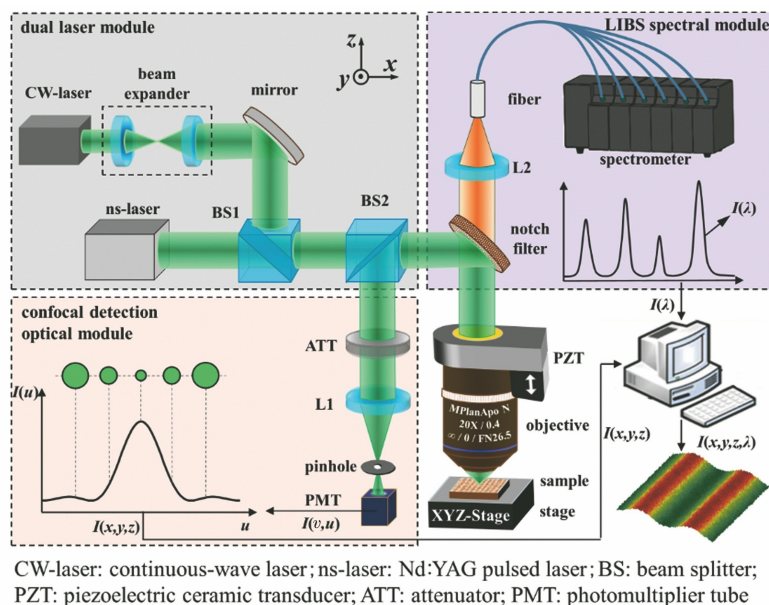 dual laser module
CW-laser
beam
expander
mirror
z
y
x
ns-laser
BS1
BS2
LIBS spectral module
fiber
L2
spectrometer
notch
filter
I(λ)
I(λ)
confocal detection
optical module
I(u)
u
I(x,y,z)
ATT
L1
pinhole
PMT
I(v,u)
PZT
MPlanApo N
20X / 0.4
∞ / 0 / FN26.5
objective
sample
stage
XYZ-Stage
I(x,y,z)
I(x,y,z,λ)
CW-laser: continuous-wave laser; ns-laser: Nd:YAG pulsed laser; BS: beam splitter;
PZT: piezoelectric ceramic transducer; ATT: attenuator; PMT: photomultiplier tube